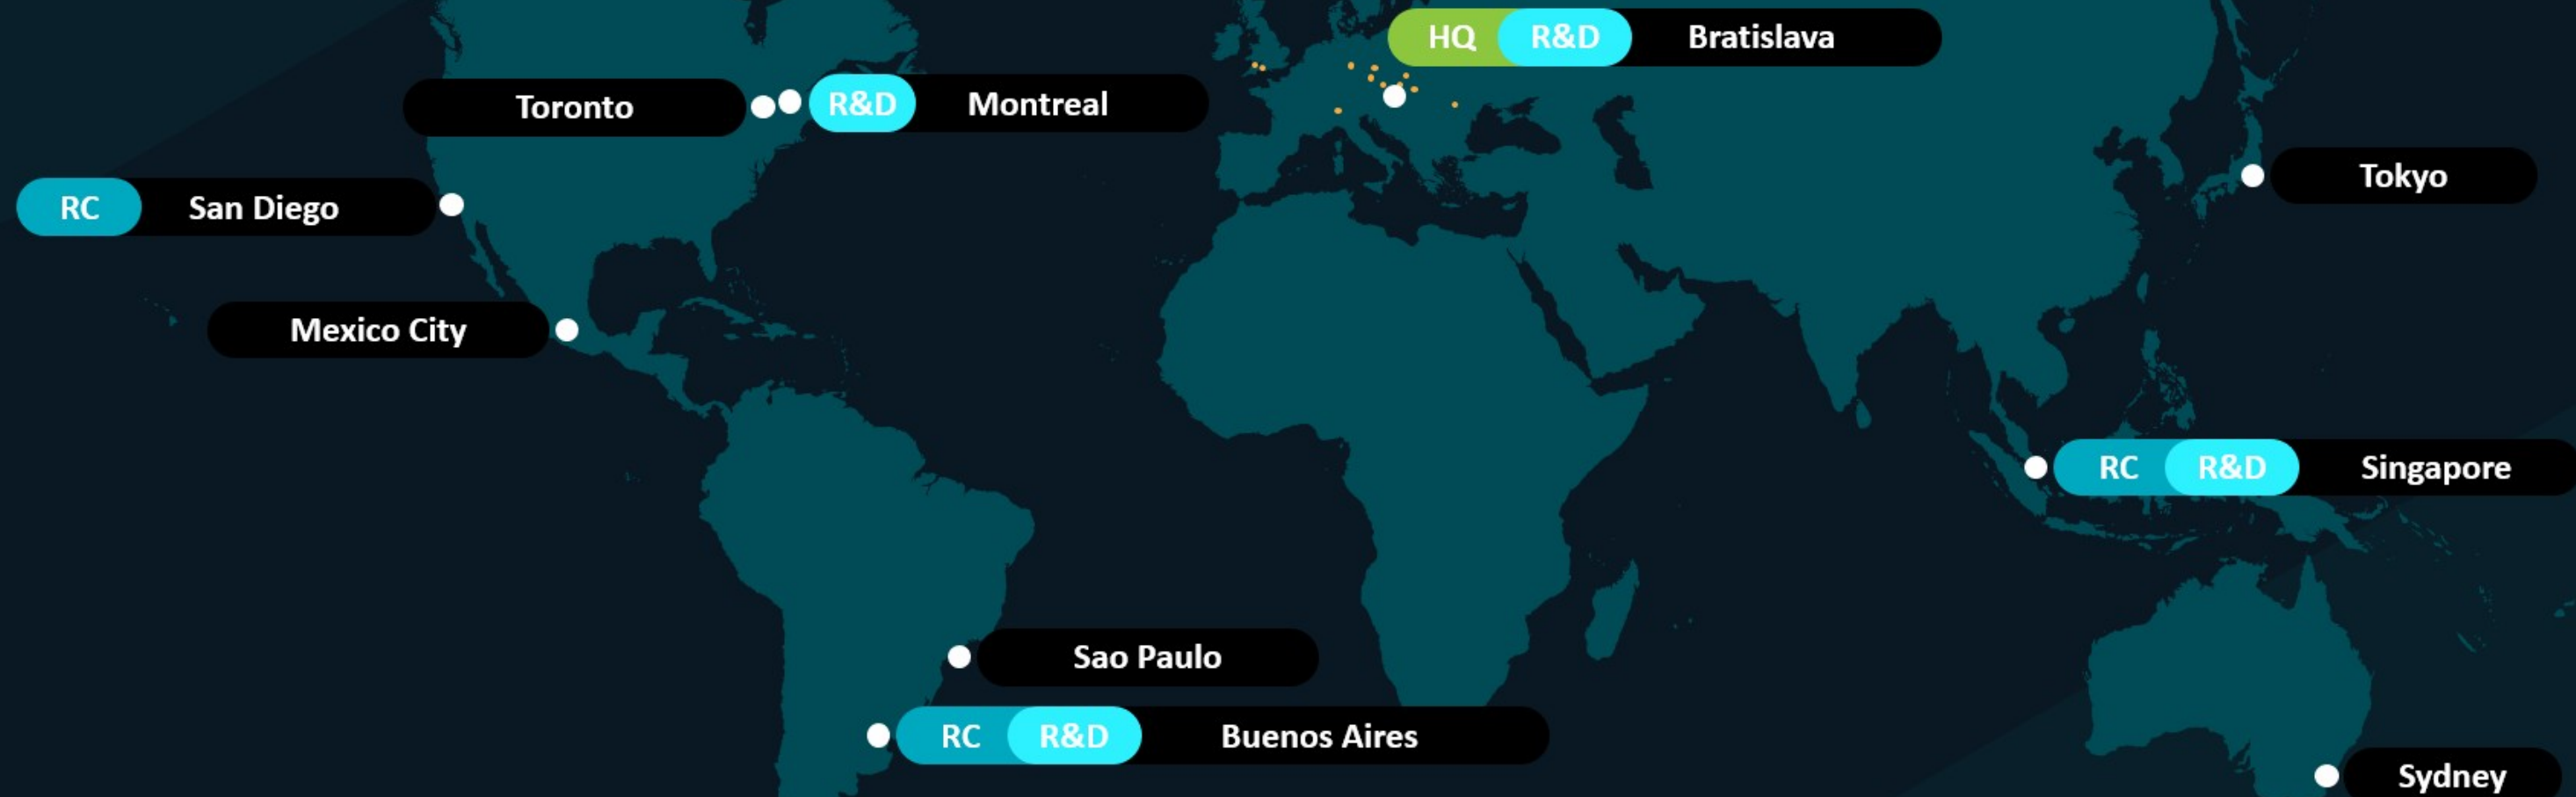 HQ R&D Bratislava
Toronto
R&D Montreal
Tokyo
RC San Diego
Mexico City
RC R&D Singapore
Sao Paulo
RC R&D Buenos Aires
Sydney